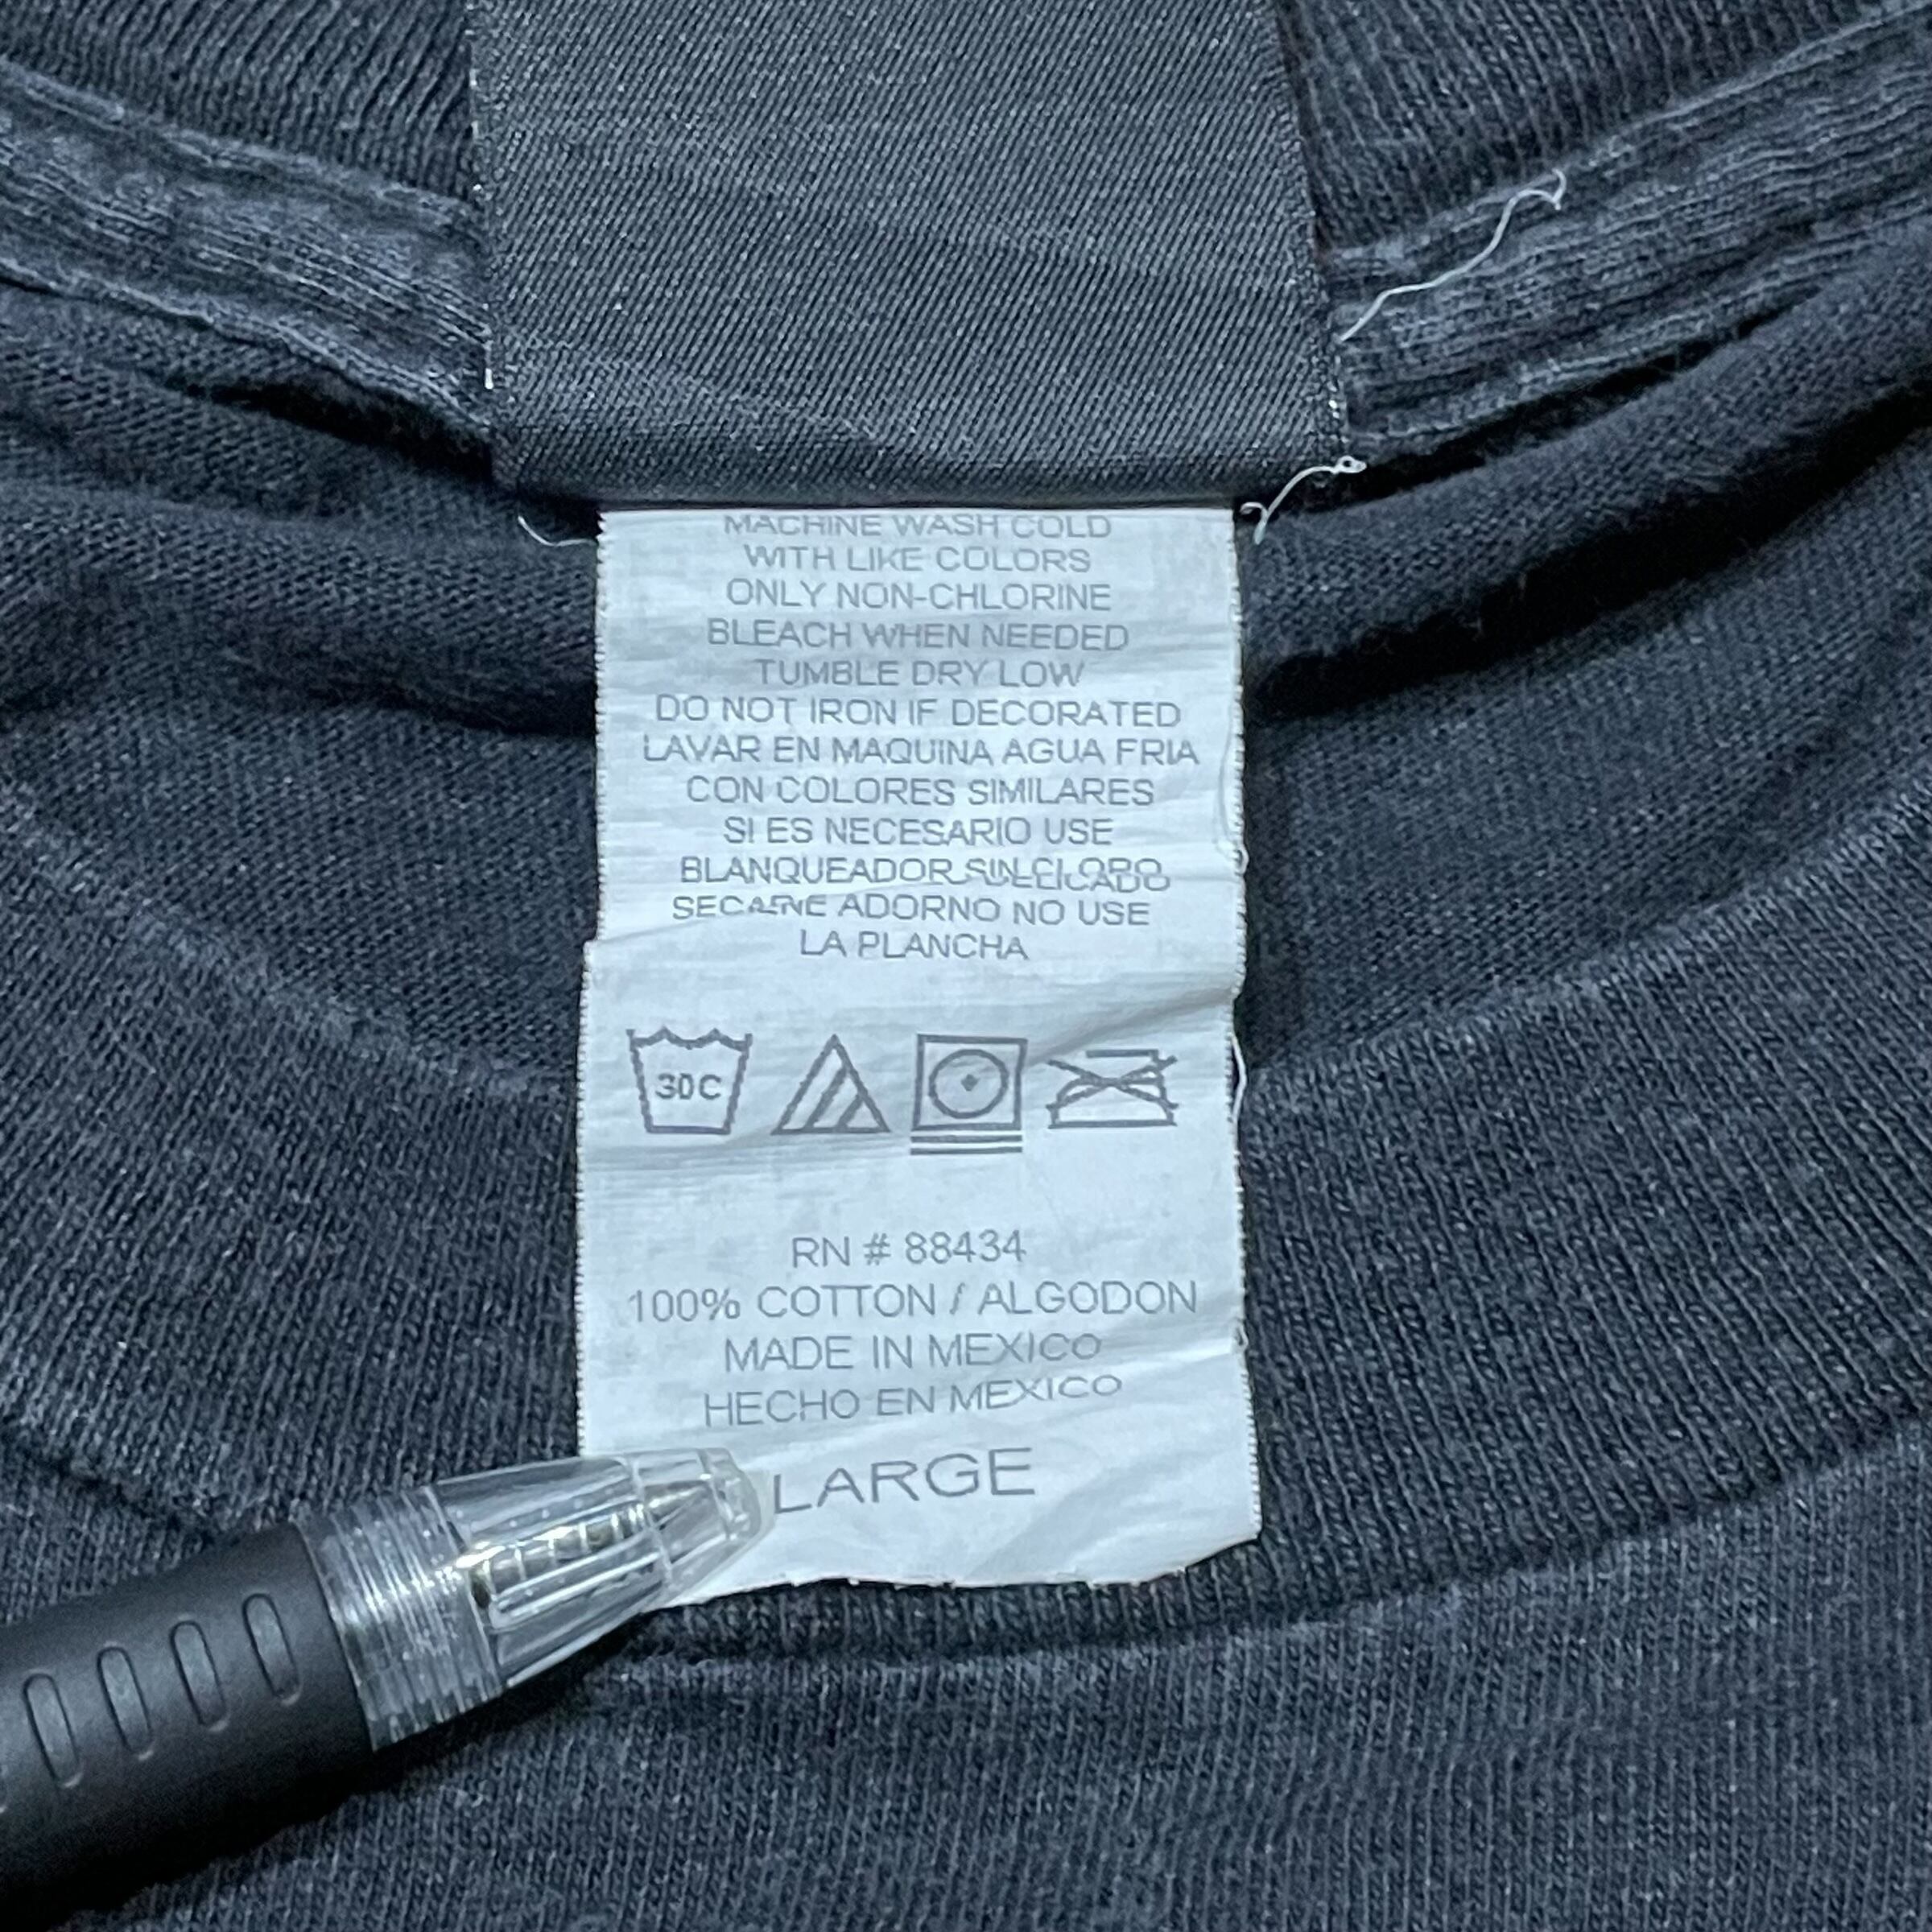 MACHINE WASH COLD
WITH LIKE COLORS
ONLY NON-CHLORINE
BLEACH WHEN NEEDED
TUMBLE DRY LOW
DO NOT IRON IF DECORATED
LAVAR EN MAQUINA AGUA FRIA
CON COLORES SIMILARES
SI ES NECESARIO USE
BLANQUEADOR SIN CLORO
ADORNO NO USE
LA PLANCHA
30C
RN # 88434
100% COTTON / ALGODON
MADE IN MEXICO
HECHO EN MEXICO
LARGE